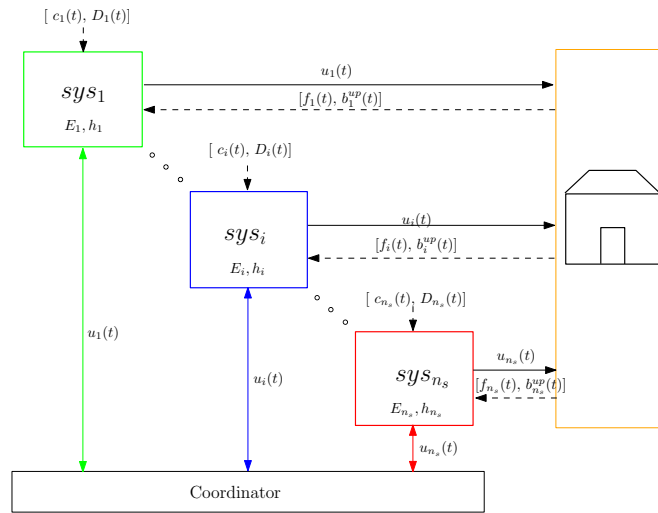 [ c_1(t), D_1(t)]
sys_1
E_1, h_1
u_1(t)
[f_1(t), b_1^{up}(t)]
[ c_i(t), D_i(t)]
sys_i
E_i, h_i
u_i(t)
[f_i(t), b_i^{up}(t)]
[ c_{n_s}(t), D_{n_s}(t)]
sys_{n_s}
E_{n_s}, h_{n_s}
u_{n_s}(t)
[f_{n_s}(t), b_{n_s}^{up}(t)]
u_1(t)
u_i(t)
u_{n_s}(t)
Coordinator